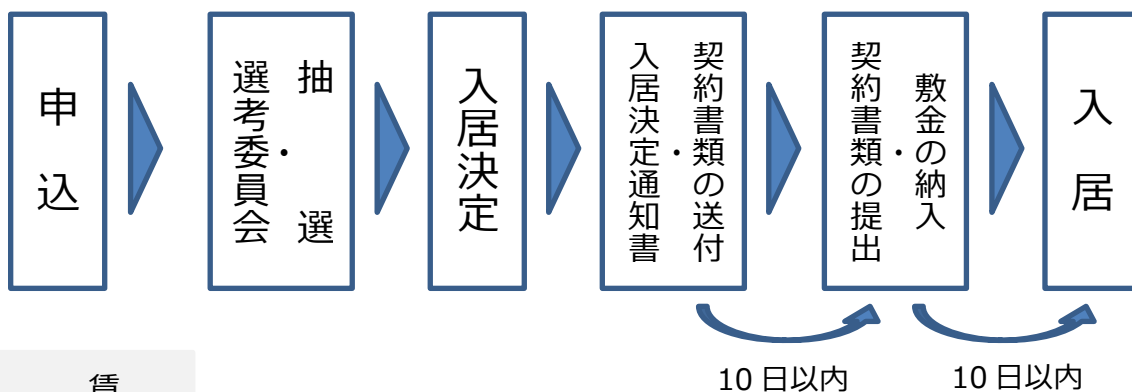 申込
抽選・
選考委員会
入居決定
契約書類の送付・
入居決定通知書
敷金の納入・
契約書類の提出
入居
10日以内
10日以内
賃